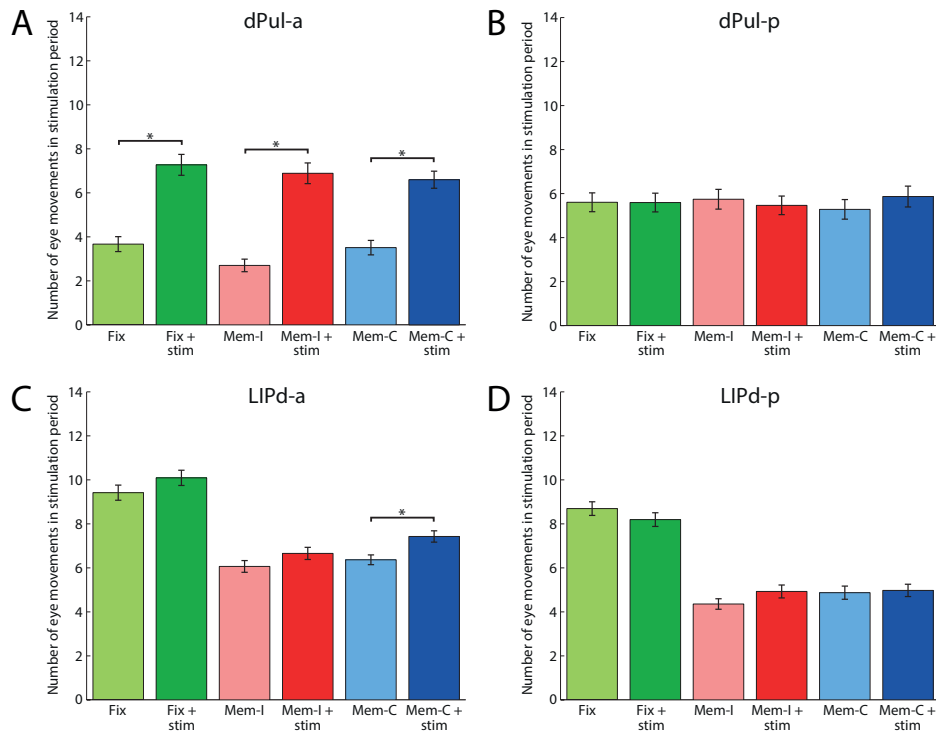 A
dPul-a
Number of eye movements in stimulation period
14
12
10
8
6
4
2
0
*
*
*
Fix
Fix +
stim
Mem-I
Mem-I +
stim
Mem-C
Mem-C +
stim
B
dPul-p
Number of eye movements in stimulation period
14
12
10
8
6
4
2
0
Fix
Fix +
stim
Mem-I
Mem-I +
stim
Mem-C
Mem-C +
stim
C
LIPd-a
Number of eye movements in stimulation period
14
12
10
8
6
4
2
0
*
Fix
Fix +
stim
Mem-I
Mem-I +
stim
Mem-C
Mem-C +
stim
D
LIPd-p
Number of eye movements in stimulation period
14
12
10
8
6
4
2
0
Fix
Fix +
stim
Mem-I
Mem-I +
stim
Mem-C
Mem-C +
stim